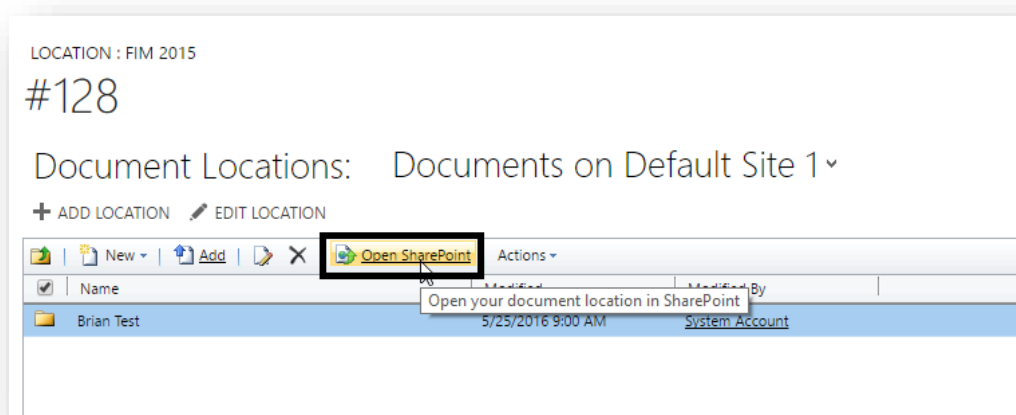 LOCATION : FIM 2015
#128
Document Locations: Documents on Default Site 1
ADD LOCATION EDIT LOCATION
New Add Open SharePoint Actions
Name Modified Modified By
Open your document location in SharePoint
Brian Test 5/25/2016 9:00 AM System Account